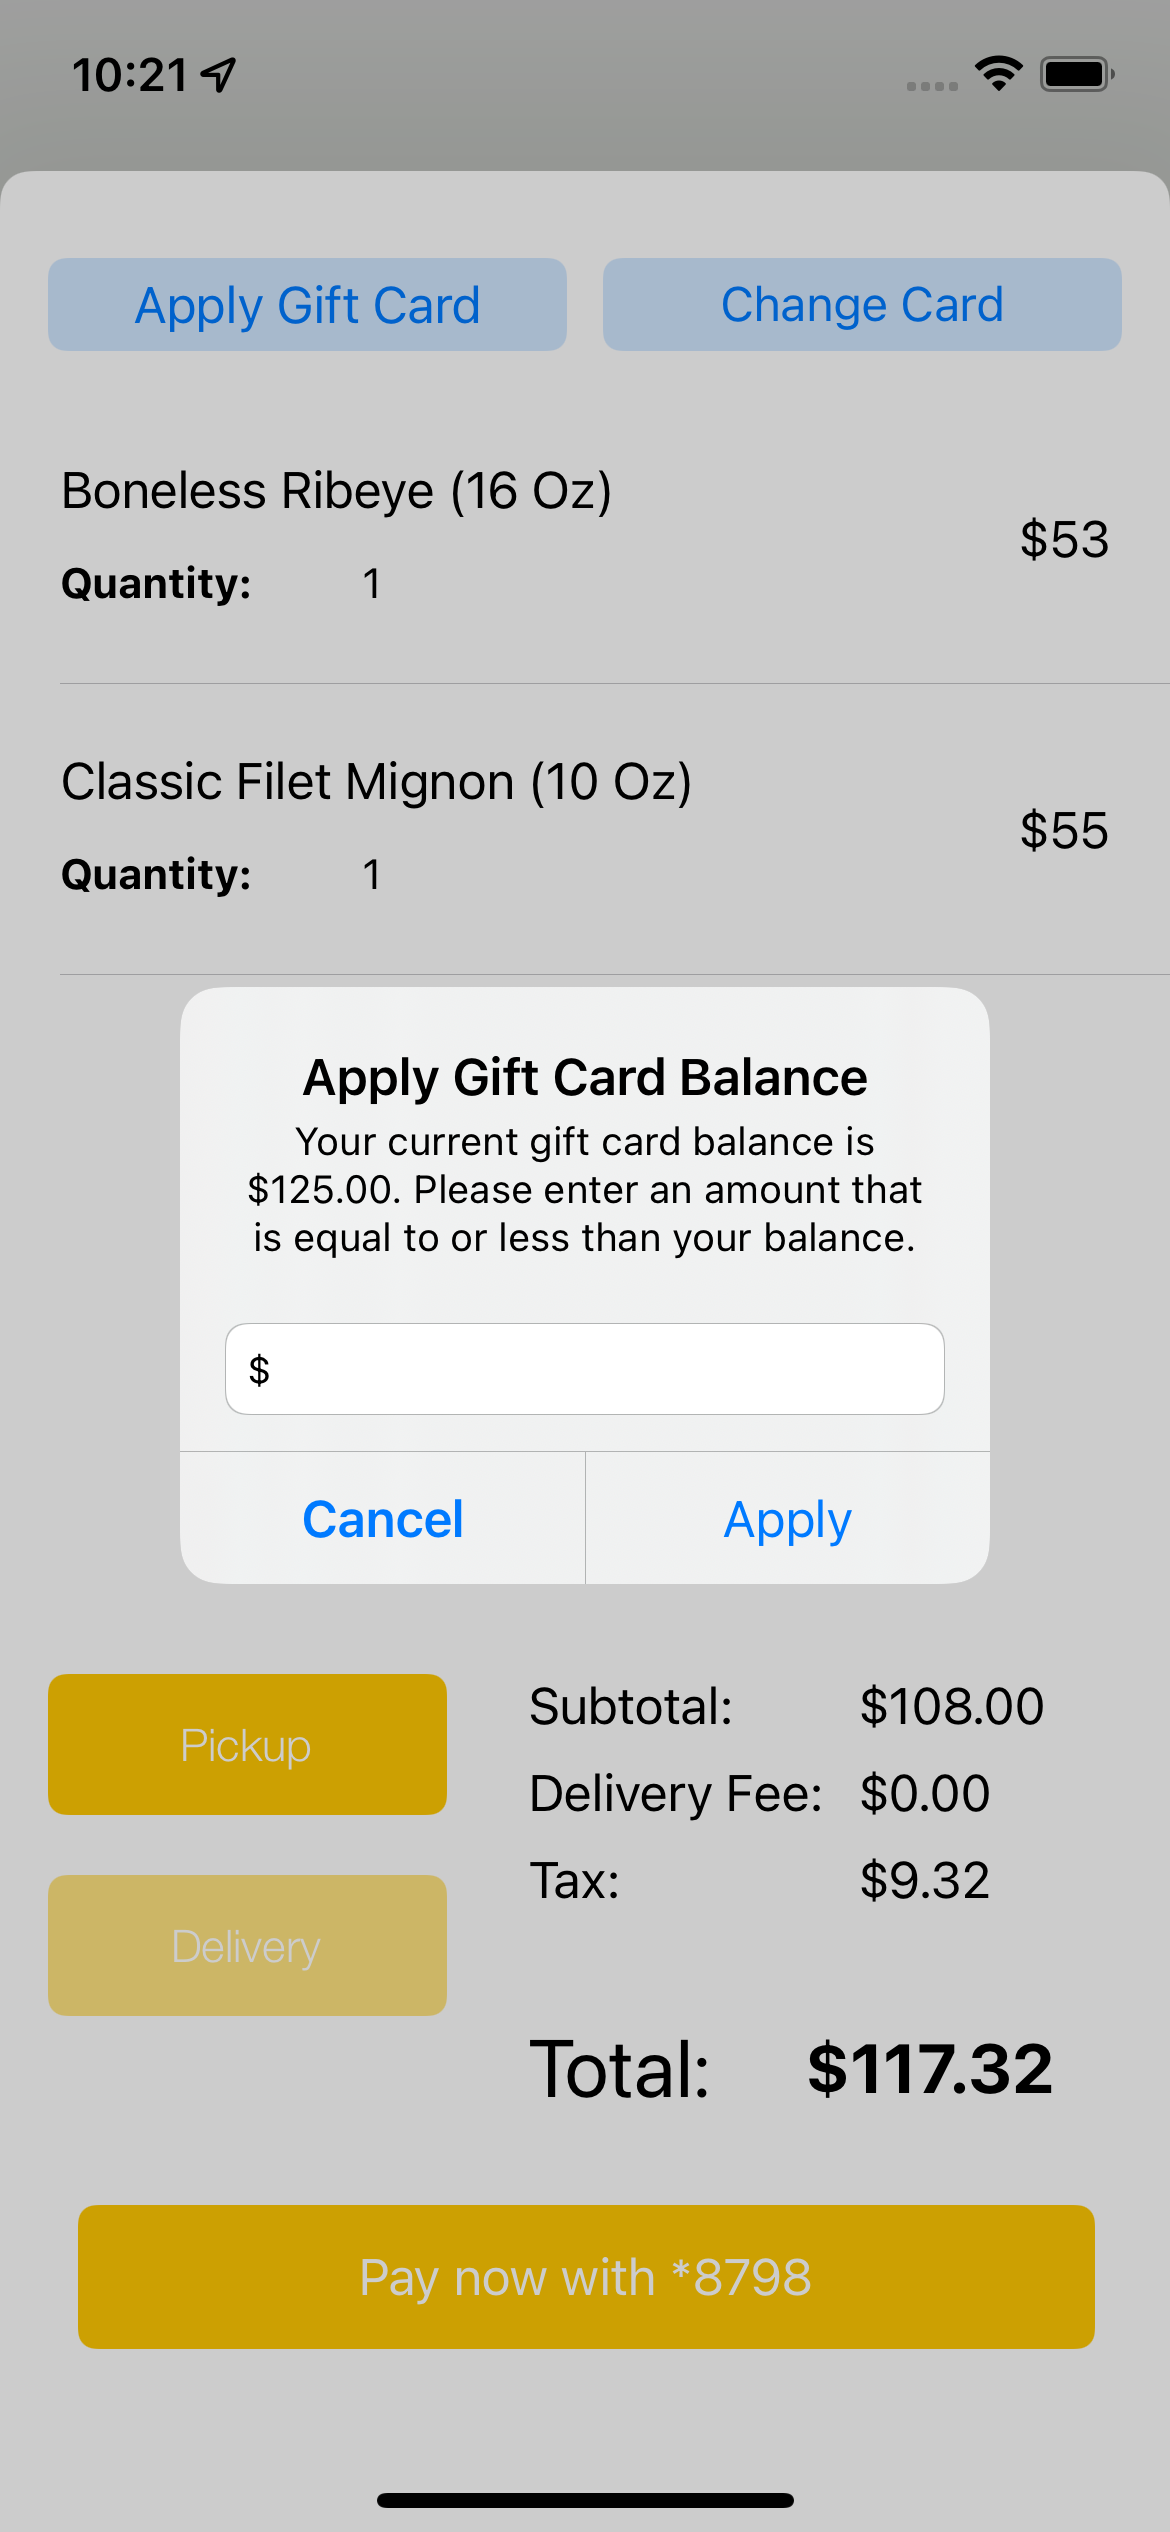 10:21
Apply Gift Card
Change Card
Boneless Ribeye (16 Oz)
$53
Quantity: 1
Classic Filet Mignon (10 Oz)
$55
Quantity: 1
Apply Gift Card Balance
Your current gift card balance is
$125.00. Please enter an amount that
is equal to or less than your balance.
$
Cancel
Apply
Pickup
Delivery
Subtotal: $108.00
Delivery Fee: $0.00
Tax: $9.32
Total: $117.32
Pay now with *8798